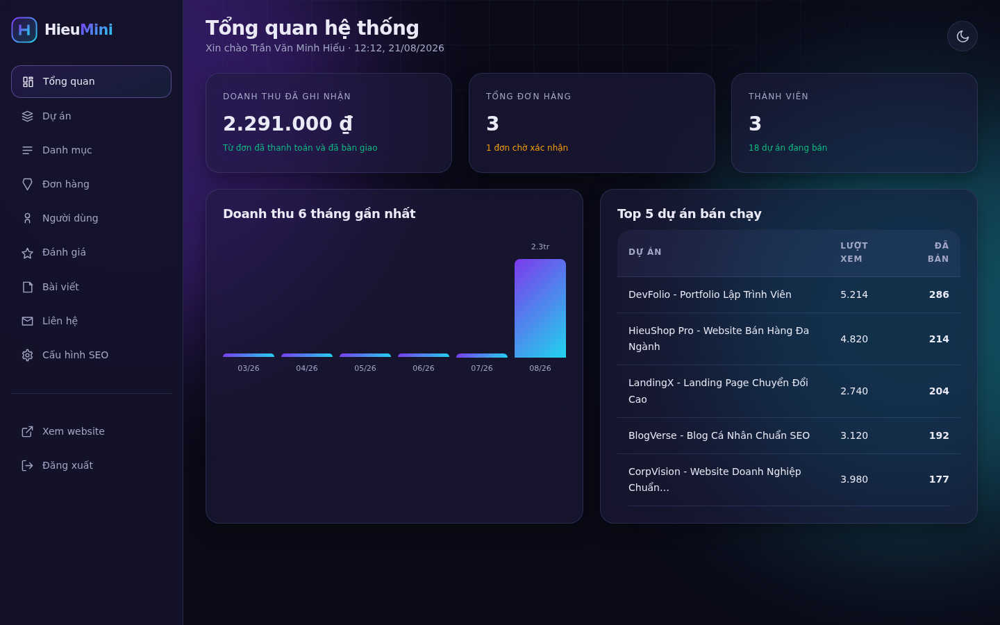 HieuMini
Tổng quan
Dự án
Danh mục
Đơn hàng
Người dùng
Đánh giá
Bài viết
Liên hệ
Cấu hình SEO
Xem website
Đăng xuất
Tổng quan hệ thống
Xin chào Trần Văn Minh Hiếu · 12:12, 21/08/2026
DOANH THU ĐÃ GHI NHẬN
2.291.000 ₫
Từ đơn đã thanh toán và đã bàn giao
TỔNG ĐƠN HÀNG
3
1 đơn chờ xác nhận
THÀNH VIÊN
3
18 dự án đang bán
Doanh thu 6 tháng gần nhất
2.3tr
03/26 04/26 05/26 06/26 07/26 08/26
Top 5 dự án bán chạy
DỰ ÁN LƯỢT XEM ĐÃ BÁN
DevFolio - Portfolio Lập Trình Viên 5.214 286
HieuShop Pro - Website Bán Hàng Đa
Ngành 4.820 214
LandingX - Landing Page Chuyển Đổi
Cao 2.740 204
BlogVerse - Blog Cá Nhân Chuẩn SEO 3.120 192
CorpVision - Website Doanh Nghiệp
Chuẩn… 3.980 177